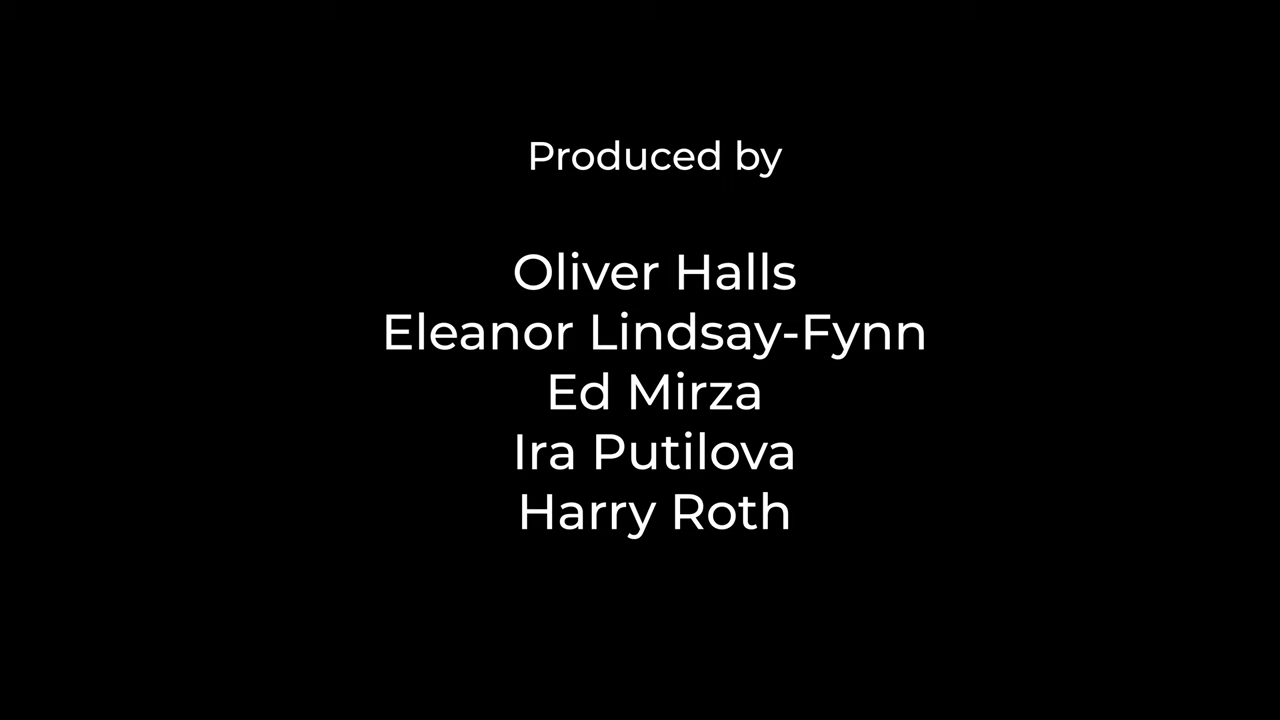 Produced by
Oliver Halls
Eleanor Lindsay-Fynn
Ed Mirza
Ira Putilova
Harry Roth